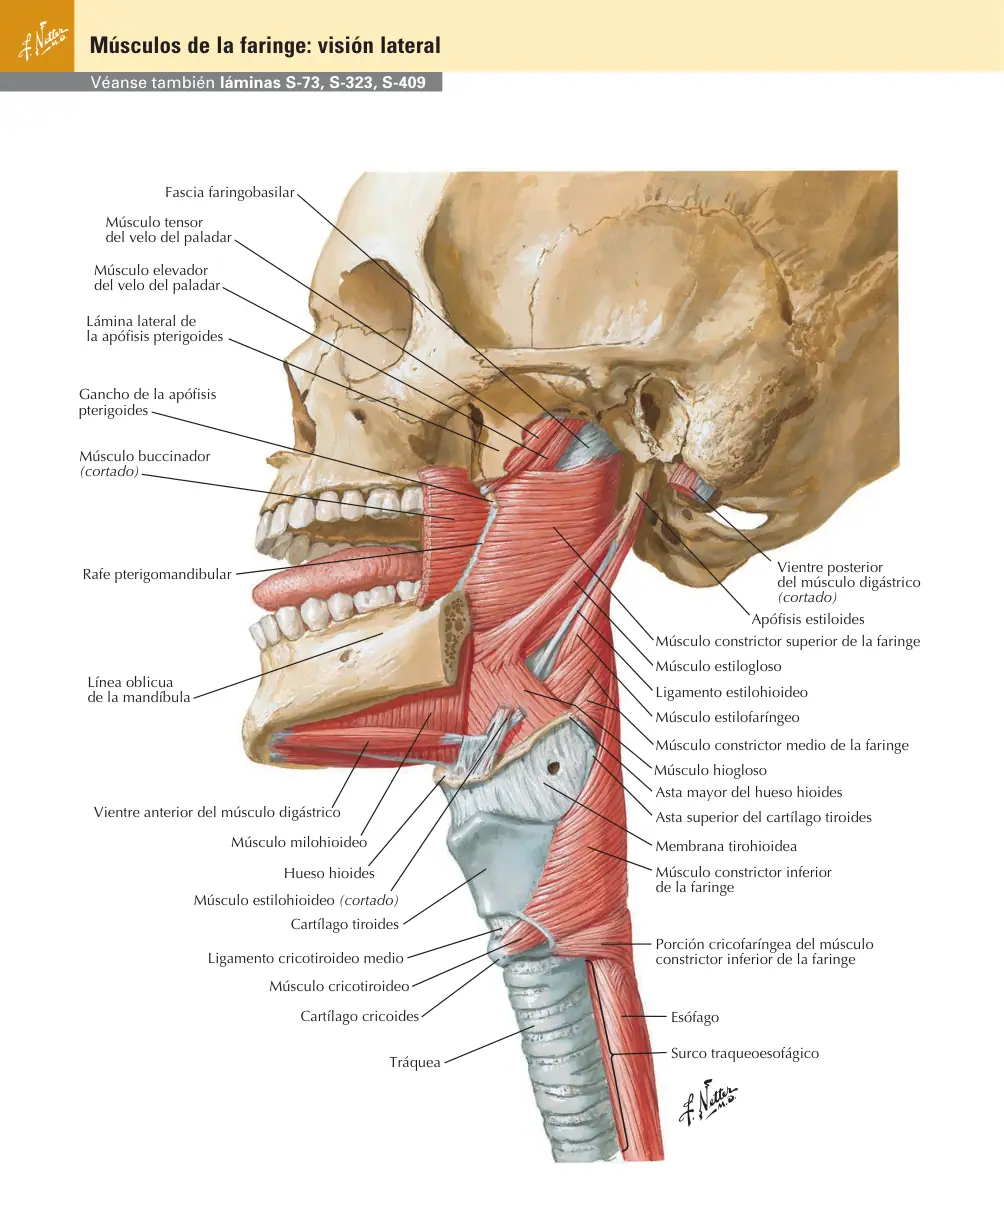 F. Netter
M.D.
Músculos de la faringe: visión lateral
Véanse también láminas S-73, S-323, S-409
Fascia faringobasilar
Músculo tensor
del velo del paladar
Músculo elevador
del velo del paladar
Lámina lateral de
la apófisis pterigoides
Gancho de la apófisis
pterigoides
Músculo buccinador
(cortado)
Rafe pterigomandibular
Línea oblicua
de la mandíbula
Vientre anterior del músculo digástrico
Músculo milohioideo
Hueso hioides
Músculo estilohioideo (cortado)
Cartílago tiroides
Ligamento cricotiroideo medio
Músculo cricotiroideo
Cartílago cricoides
Tráquea
Vientre posterior
del músculo digástrico
(cortado)
Apófisis estiloides
Músculo constrictor superior de la faringe
Músculo estilogloso
Ligamento estilohioideo
Músculo estilofaríngeo
Músculo constrictor medio de la faringe
Músculo hiogloso
Asta mayor del hueso hioides
Asta superior del cartílago tiroides
Membrana tirohioidea
Músculo constrictor inferior
de la faringe
Porción cricofaríngea del músculo
constrictor inferior de la faringe
Esófago
Surco traqueoesofágico
F. Netter
M.D.